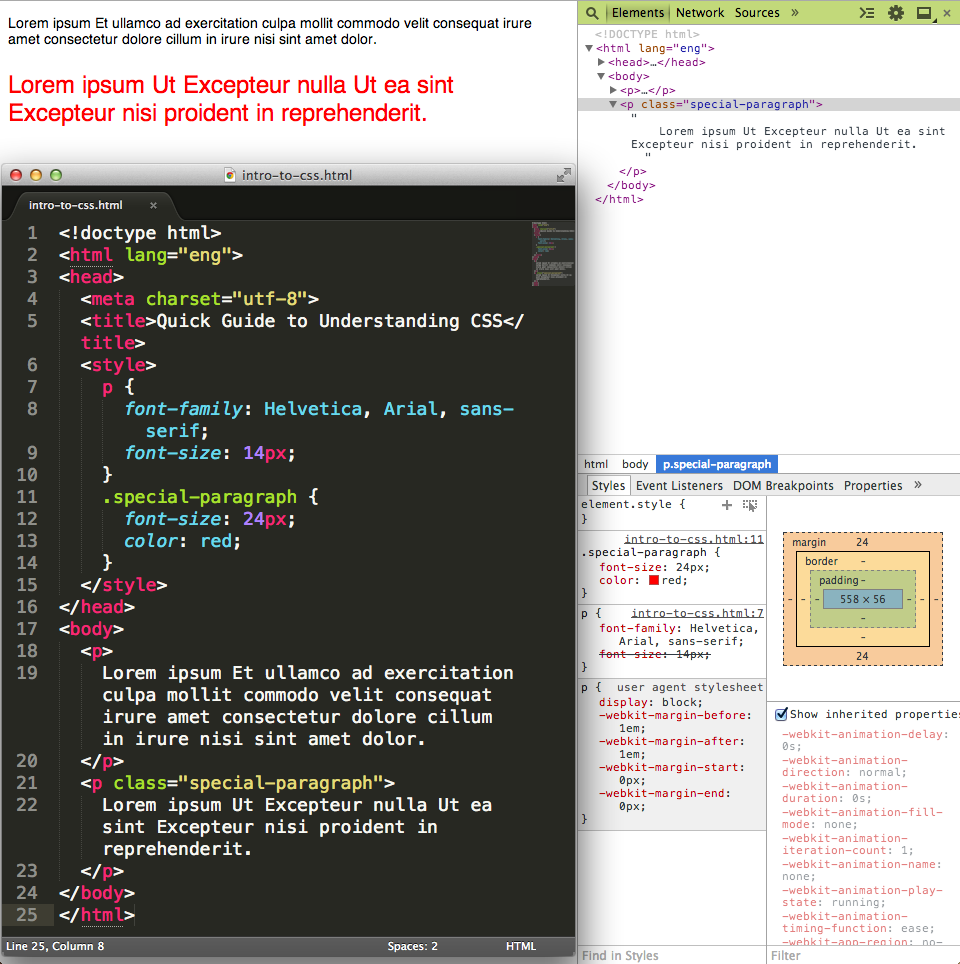 Lorem ipsum Et ullamco ad exercitation culpa mollit commodo velit consequat irure
amet consectetur dolore cillum in irure nisi sint amet dolor.
Lorem ipsum Ut Excepteur nulla Ut ea sint
Excepteur nisi proident in reprehenderit.
intro-to-css.html
intro-to-css.html ×
1 <!doctype html>
2 <html lang="eng">
3 <head>
4 <meta charset="utf-8">
5 <title>Quick Guide to Understanding CSS</
title>
6 <style>
7 p {
8 font-family: Helvetica, Arial, sans-
serif;
9 font-size: 14px;
10 }
11 .special-paragraph {
12 font-size: 24px;
13 color: red;
14 }
15 </style>
16 </head>
17 <body>
18 <p>
19 Lorem ipsum Et ullamco ad exercitation
culpa mollit commodo velit consequat
irure amet consectetur dolore cillum
in irure nisi sint amet dolor.
20 </p>
21 <p class="special-paragraph">
22 Lorem ipsum Ut Excepteur nulla Ut ea
sint Excepteur nisi proident in
reprehenderit.
23 </p>
24 </body>
25 </html>
Line 25, Column 8 Spaces: 2 HTML
Elements Network Sources » ×
<!DOCTYPE html>
▼<html lang="eng">
▶<head>…</head>
▼<body>
▶<p>…</p>
▼<p class="special-paragraph">
"
Lorem ipsum Ut Excepteur nulla Ut ea sint
Excepteur nisi proident in reprehenderit.
"
</p>
</body>
</html>
html body p.special-paragraph
Styles Event Listeners DOM Breakpoints Properties »
element.style { +
}
intro-to-css.html:11
.special-paragraph {
font-size: 24px;
color: red;
}
p { intro-to-css.html:7
font-family: Helvetica,
Arial, sans-serif;
font-size: 14px;
}
p { user agent stylesheet
display: block;
-webkit-margin-before:
1em;
-webkit-margin-after:
1em;
-webkit-margin-start:
0px;
-webkit-margin-end:
0px;
}
Find in Styles
margin 24
border -
padding -
- - - 558 × 56 - - -
-
-
24
Show inherited properties
-webkit-animation-delay:
0s;
-webkit-animation-
direction: normal;
-webkit-animation-
duration: 0s;
-webkit-animation-fill-
mode: none;
-webkit-animation-
iteration-count: 1;
-webkit-animation-name:
none;
-webkit-animation-play-
state: running;
-webkit-animation-
timing-function: ease;
-webkit-app-region: no-
Filter